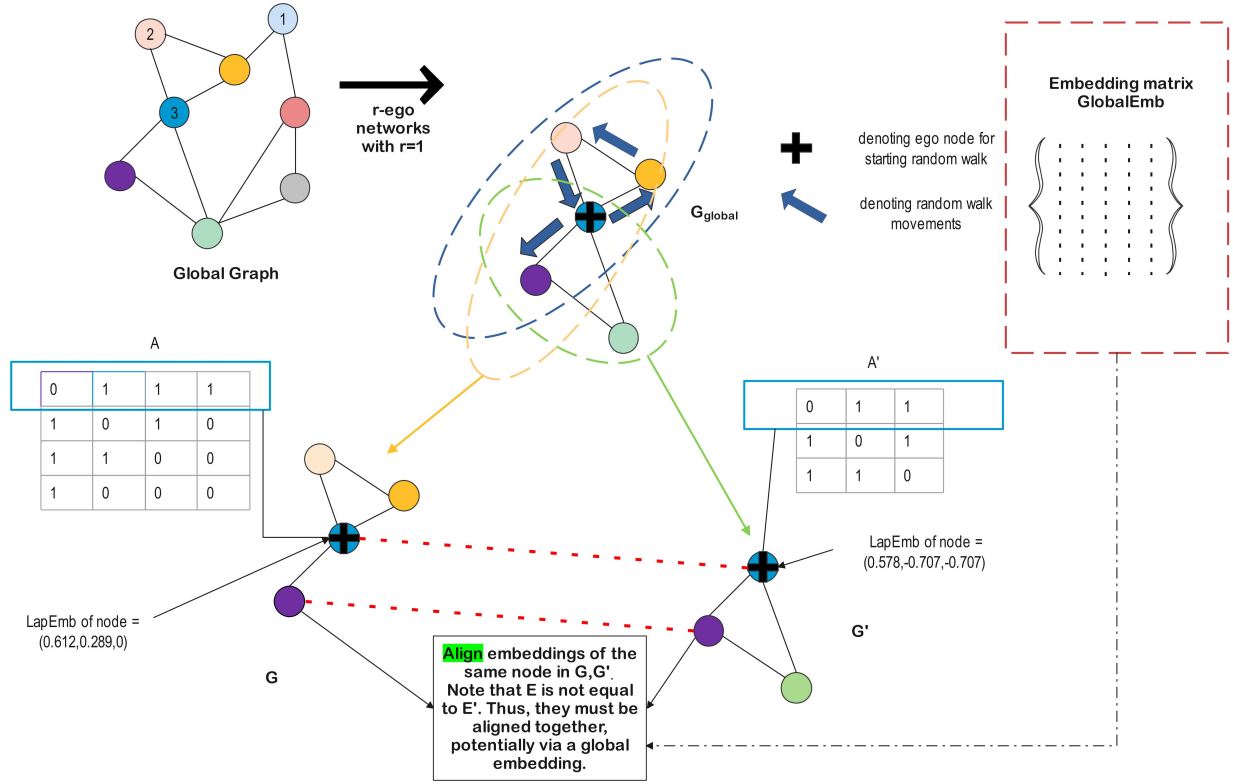 2
1
3
r-ego
networks
with r=1
Global Graph
G_global
denoting ego node for
starting random walk
denoting random walk
movements
Embedding matrix
GlobalEmb
A
0 1 1 1
1 0 1 0
1 1 0 0
1 0 0 0
A'
0 1 1
1 0 1
1 1 0
LapEmb of node =
(0.578,-0.707,-0.707)
LapEmb of node =
(0.612,0.289,0)
G
G'
Align embeddings of the
same node in G,G'.
Note that E is not equal
to E'. Thus, they must be
aligned together,
potentially via a global
embedding.